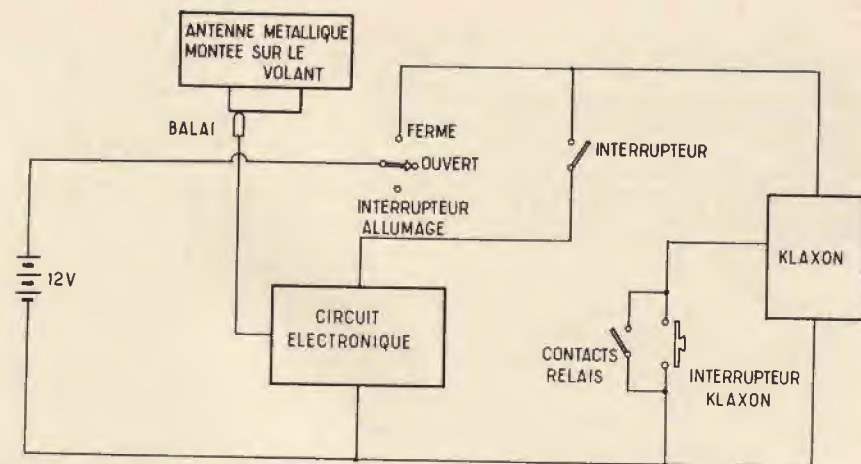 ANTENNE METALLIQUE
MONTEE SUR LE
VOLANT
BALAI
FERME
OUVERT
INTERRUPTEUR
ALLUMAGE
INTERRUPTEUR
12V
CIRCUIT
ELECTRONIQUE
KLAXON
CONTACTS
RELAIS
INTERRUPTEUR
KLAXON